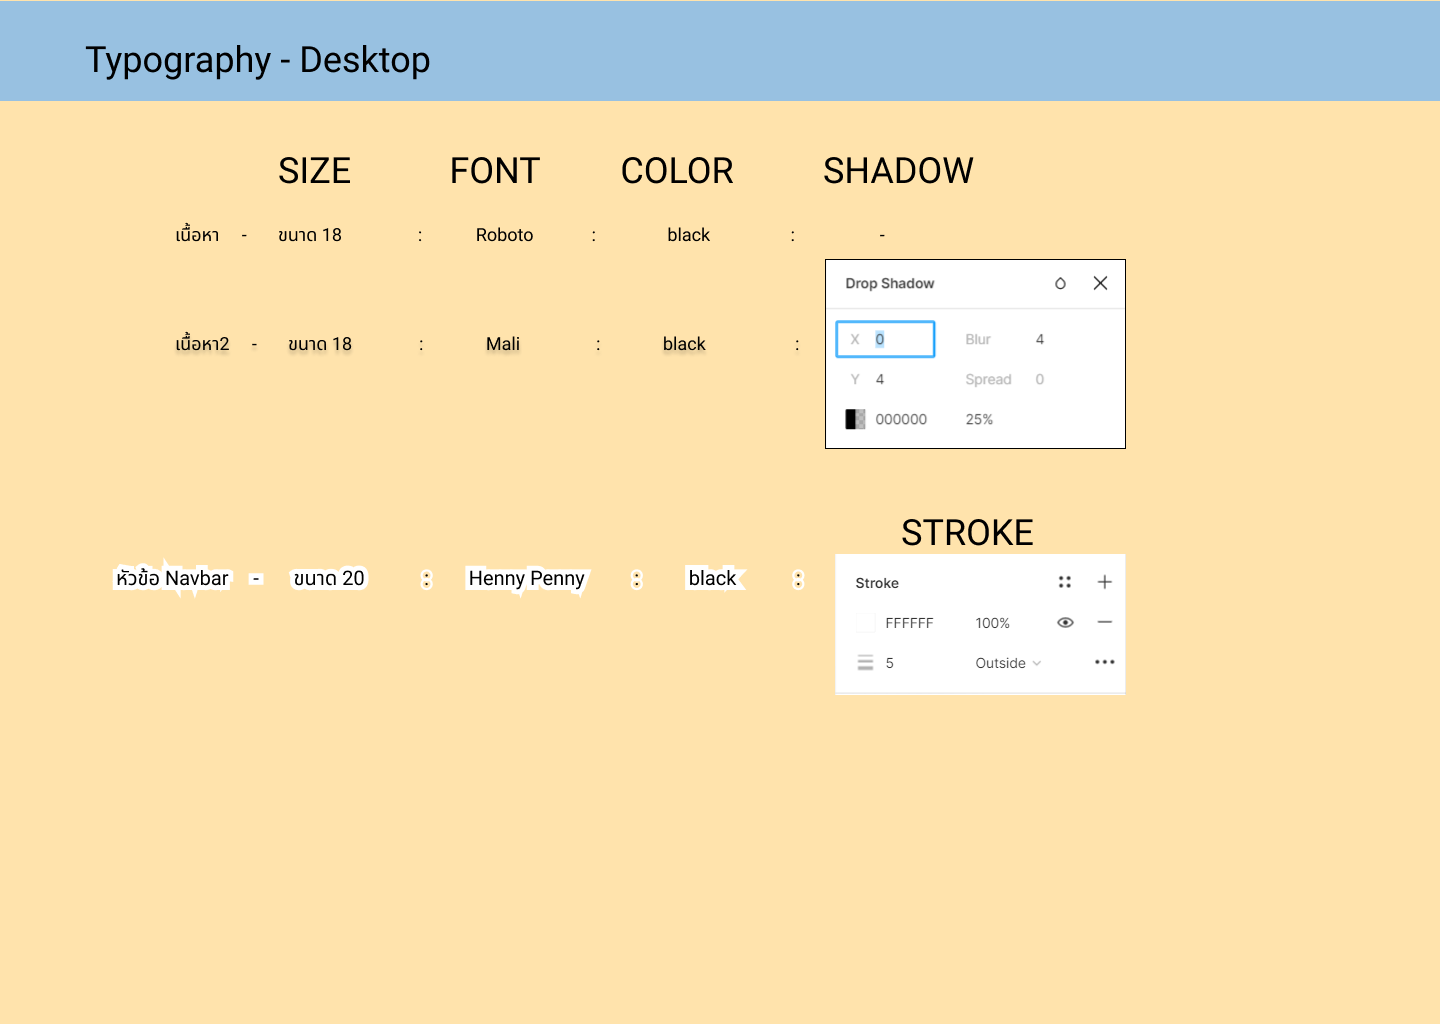 Typography - Desktop
SIZE FONT COLOR SHADOW
เนื้อหา - ขนาด 18 : Roboto : black : -
Drop Shadow
เนื้อหา2 - ขนาด 18 : Mali : black :
X 0 Blur 4
Y 4 Spread 0
000000 25%
STROKE
หัวข้อ Navbar - ขนาด 20 : Henny Penny : black :
Stroke
FFFFFF 100%
5 Outside